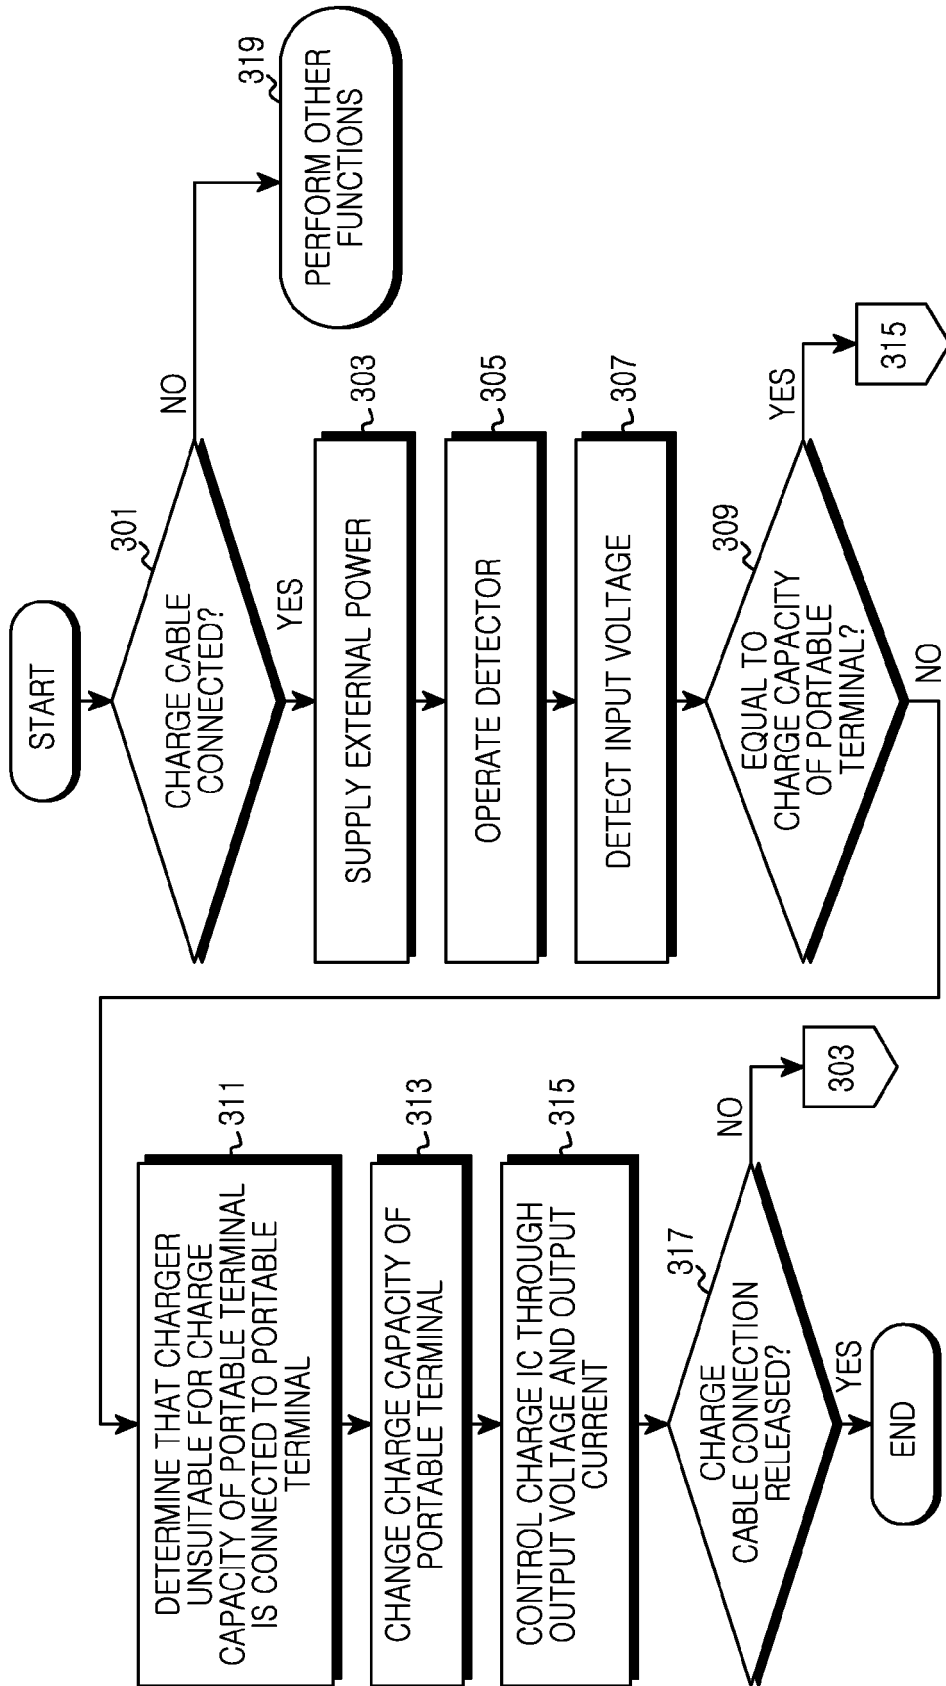 START
301
CHARGE CABLE
CONNECTED?
NO
319
PERFORM OTHER
FUNCTIONS
YES
303
SUPPLY EXTERNAL POWER
305
OPERATE DETECTOR
307
DETECT INPUT VOLTAGE
309
EQUAL TO
CHARGE CAPACITY
OF PORTABLE
TERMINAL?
YES
315
NO
311
DETERMINE THAT CHARGER
UNSUITABLE FOR CHARGE
CAPACITY OF PORTABLE TERMINAL
IS CONNECTED TO PORTABLE
TERMINAL
313
CHANGE CHARGE CAPACITY OF
PORTABLE TERMINAL
315
CONTROL CHARGE IC THROUGH
OUTPUT VOLTAGE AND OUTPUT
CURRENT
317
CHARGE
CABLE CONNECTION
RELEASED?
NO
303
YES
END